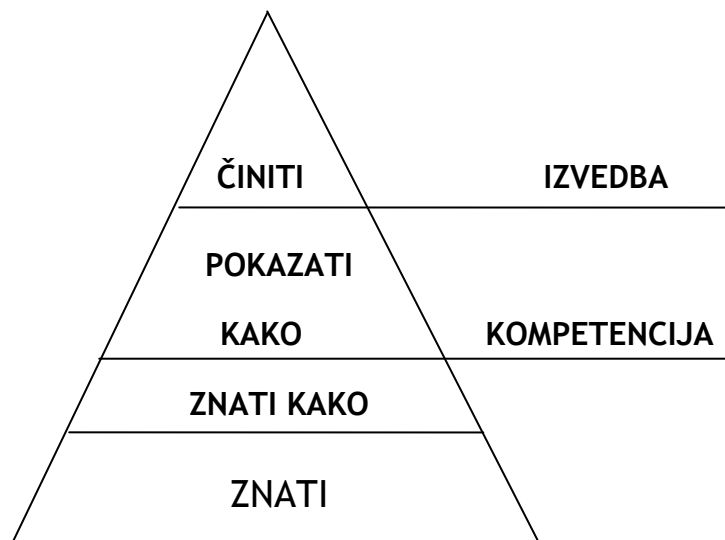 ČINITI IZVEDBA
POKAZATI
KAKO KOMPETENCIJA
ZNATI KAKO
ZNATI